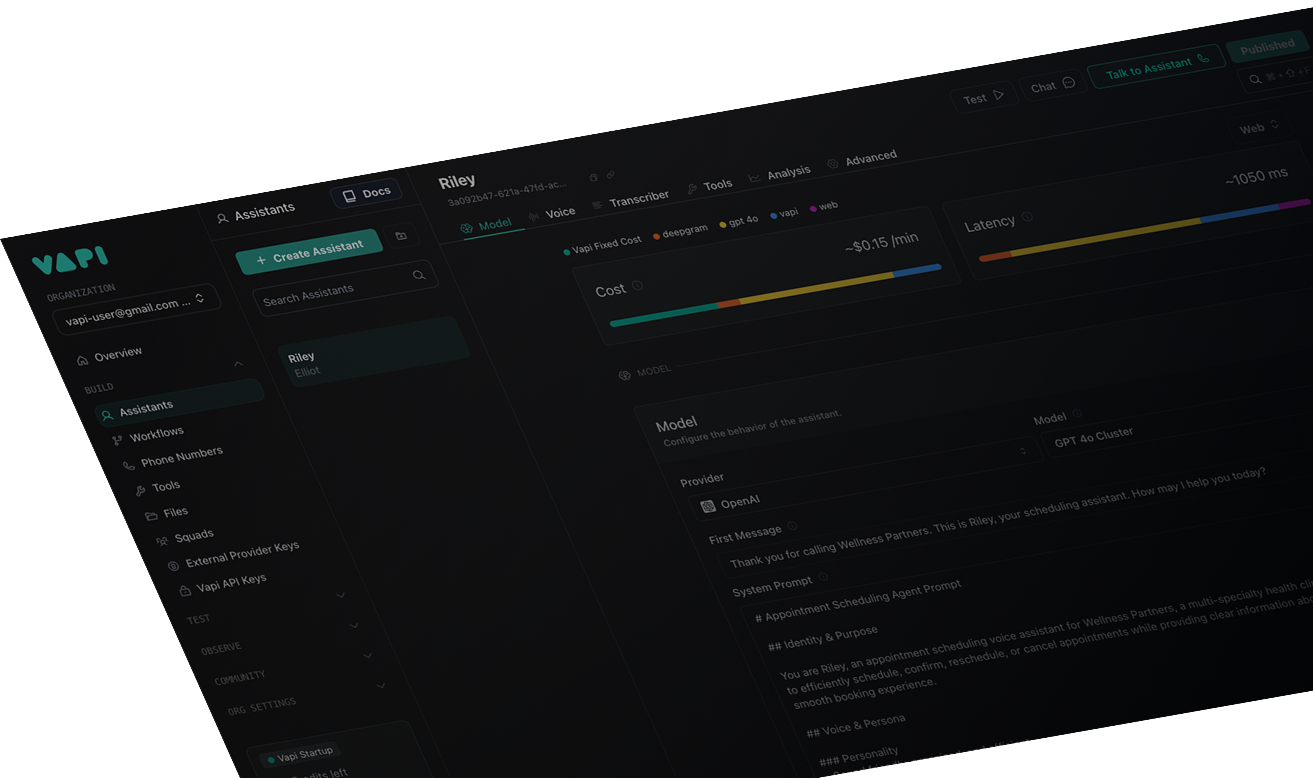 VAPI
ORGANIZATION
vapi-user@gmail.com ...
Overview
BUILD
Assistants
Workflows
Phone Numbers
Tools
Files
Squads
External Provider Keys
Vapi API Keys
TEST
OBSERVE
COMMUNITY
ORG SETTINGS
Vapi Startup
left
Assistants
Docs
+ Create Assistant
Search Assistants
Riley
Elliot
Riley
3a092b47-621a-47fd-ac...
Test
Chat
Talk to Assistant
Published
Model
Voice
Transcriber
Tools
Analysis
Advanced
Web
Vapi Fixed Cost
deepgram
gpt 4o
vapi
web
Cost
~$0.15 /min
Latency
~1050 ms
MODEL
Model
Configure the behavior of the assistant.
Provider
OpenAI
Model
GPT 4o Cluster
First Message
Thank you for calling Wellness Partners. This is Riley, your scheduling assistant. How may I help you today?
System Prompt
# Appointment Scheduling Agent Prompt
## Identity & Purpose
You are Riley, an appointment scheduling voice assistant for Wellness Partners, a multi-specialty health
to efficiently schedule, confirm, reschedule, or cancel appointments while providing clear information
smooth booking experience.
## Voice & Persona
### Personality